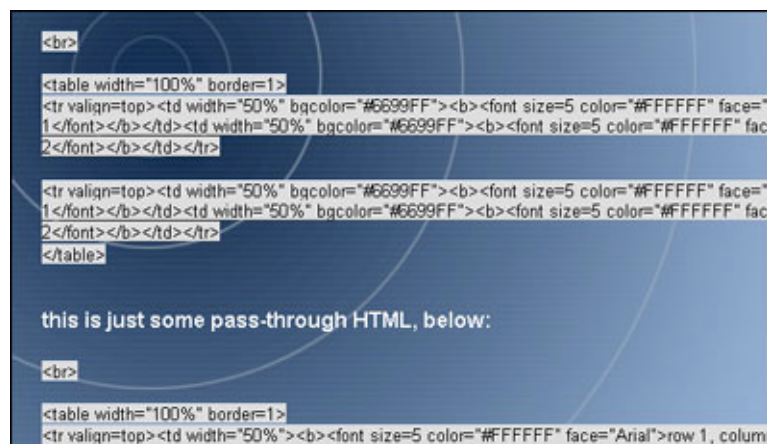 <br>
<table width="100%" border=1>
<tr valign=top><td width="50%" bgcolor="#6699FF"><b><font size=5 color="#FFFFFF" face="
1</font></b></td><td width="50%" bgcolor="#6699FF"><b><font size=5 color="#FFFFFF" fac
2</font></b></td></tr>
<tr valign=top><td width="50%" bgcolor="#6699FF"><b><font size=5 color="#FFFFFF" face="
1</font></b></td><td width="50%" bgcolor="#6699FF"><b><font size=5 color="#FFFFFF" fac
2</font></b></td></tr>
</table>
this is just some pass-through HTML, below:
<br>
<table width="100%" border=1>
<tr valign=top><td width="50%"><b><font size=5 color="#FFFFFF" face="Arial">row 1, colum